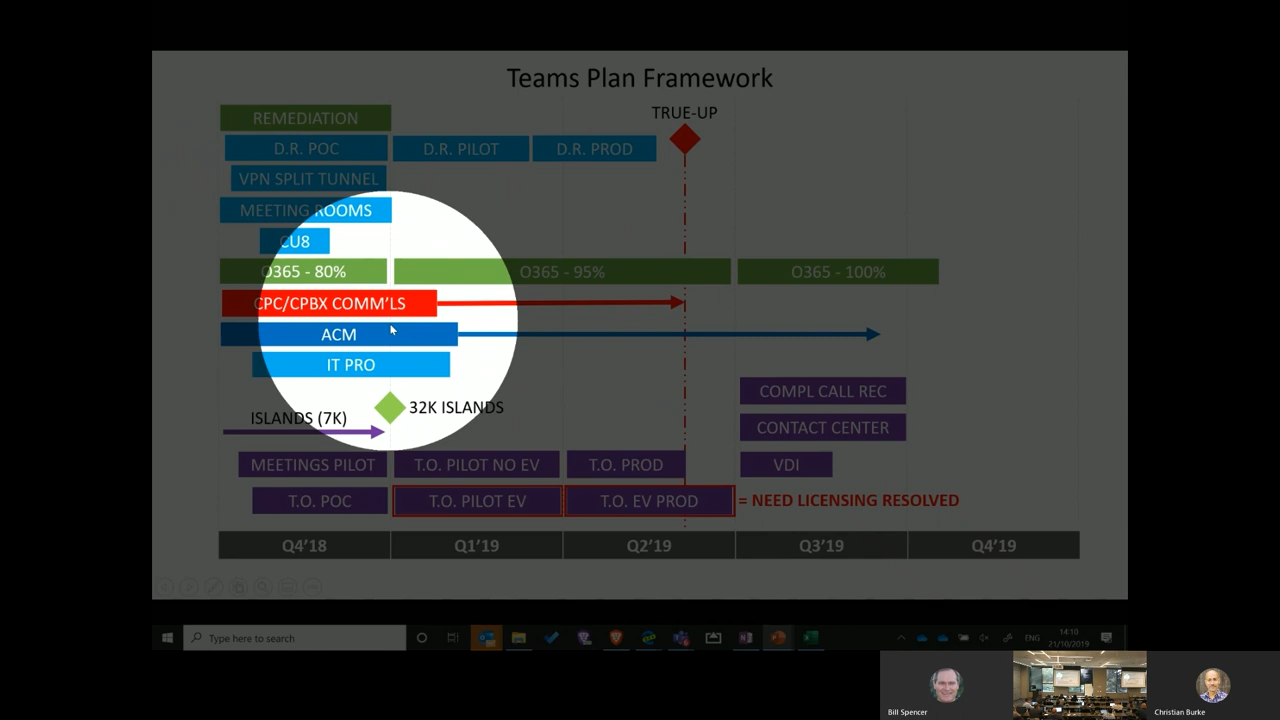 Teams Plan Framework
TRUE-UP
REMEDIATION
D.R. POC
D.R. PILOT
D.R. PROD
VPN SPLIT TUNNEL
MEETING ROOMS
CU8
O365 - 80%
O365 - 95%
O365 - 100%
CPC/CPBX COMM'LS
ACM
IT PRO
COMPL CALL REC
32K ISLANDS
ISLANDS (7K)
CONTACT CENTER
MEETINGS PILOT
T.O. PILOT NO EV
T.O. PROD
VDI
T.O. POC
T.O. PILOT EV
T.O. EV PROD
= NEED LICENSING RESOLVED
Q4'18
Q1'19
Q2'19
Q3'19
Q4'19
Type here to search
ENG
14:10
21/10/2019
Bill Spencer
Christian Burke